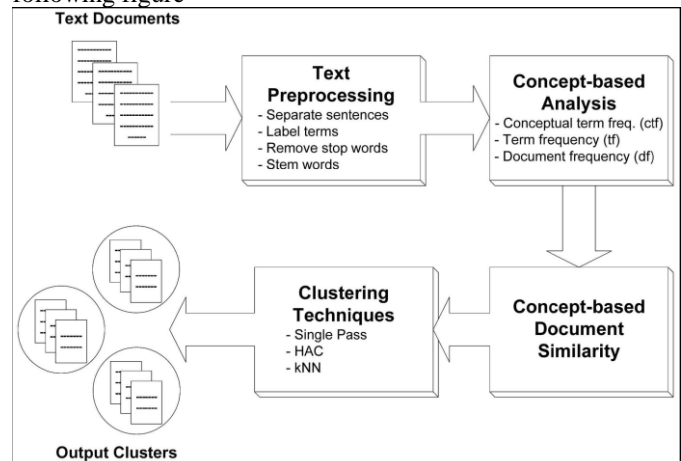 following figure
Text Documents
Text
Preprocessing
- Separate sentences
- Label terms
- Remove stop words
- Stem words
Concept-based
Analysis
- Conceptual term freq. (ctf)
- Term frequency (tf)
- Document frequency (df)
Concept-based
Document
Similarity
Clustering
Techniques
- Single Pass
- HAC
- kNN
Output Clusters